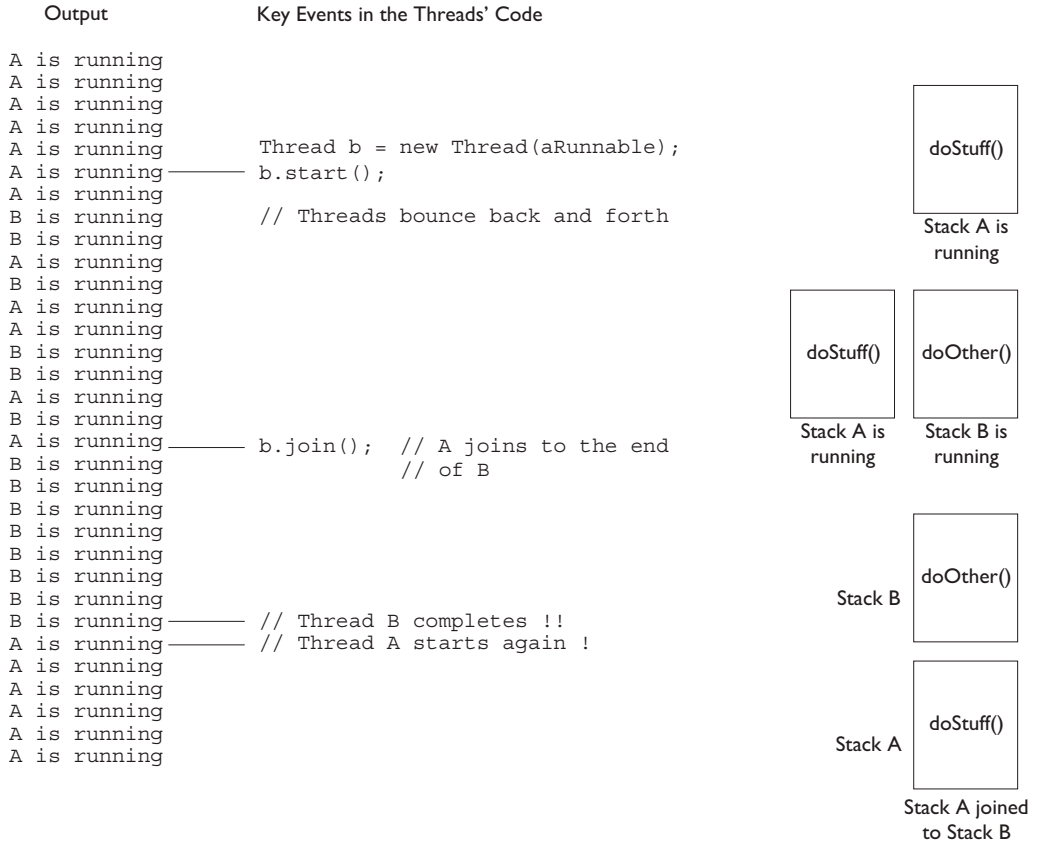 Output
Key Events in the Threads’ Code
A is running
A is running
A is running
A is running
A is running
A is running
A is running
B is running
B is running
A is running
B is running
A is running
A is running
B is running
B is running
A is running
B is running
A is running
B is running
B is running
B is running
B is running
B is running
B is running
B is running
B is running
A is running
A is running
A is running
A is running
A is running
A is running
Thread b = new Thread(aRunnable);
b.start();
// Threads bounce back and forth
b.join();  // A joins to the end
// of B
// Thread B completes !!
// Thread A starts again !
doStuff()
Stack A is
running
doStuff()
Stack A is
running
doOther()
Stack B is
running
Stack B
doOther()
Stack A
doStuff()
Stack A joined
to Stack B